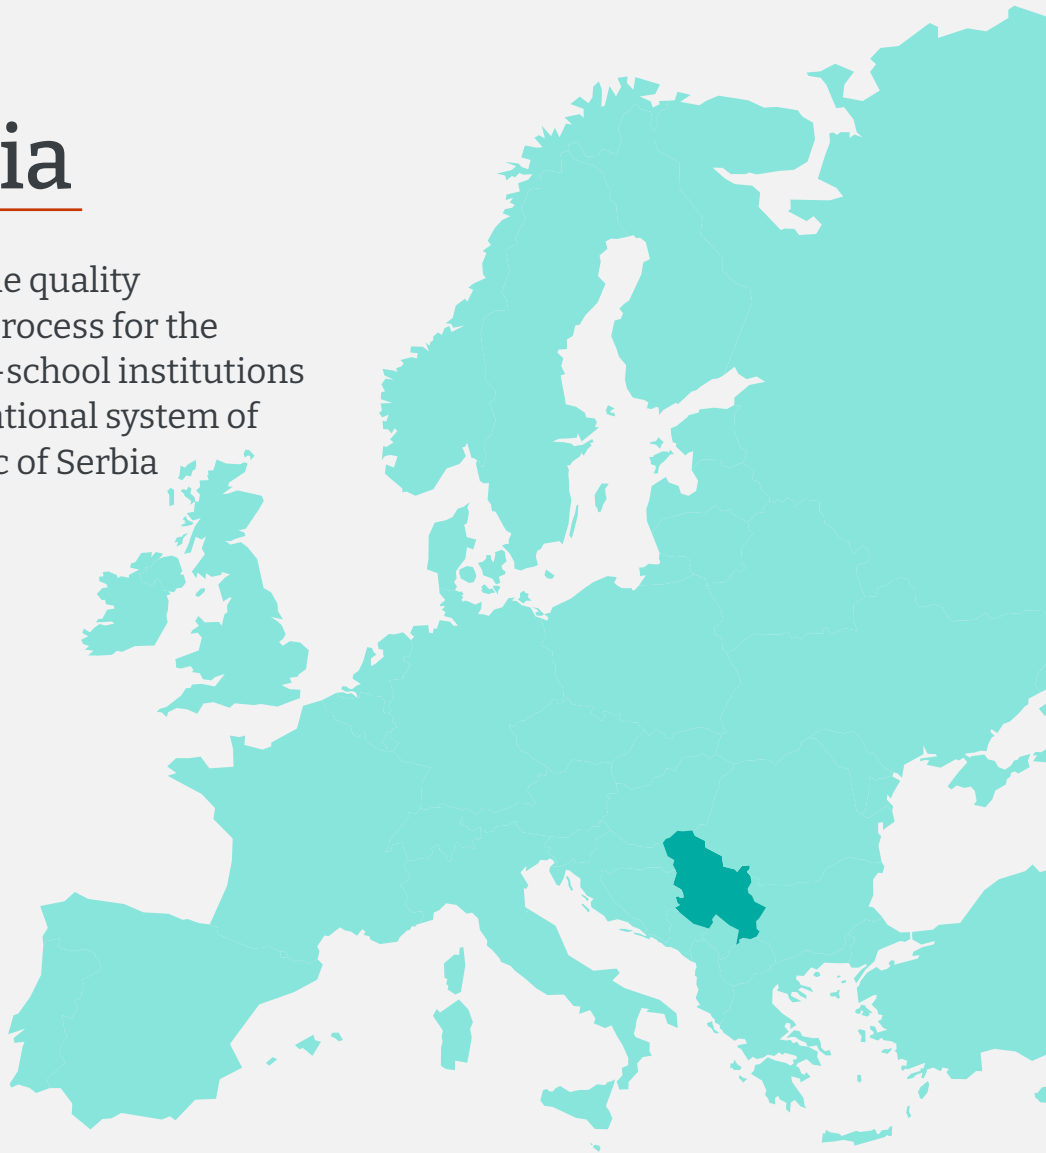 ia
e quality
rocess for the
-school institutions
ational system of
c of Serbia